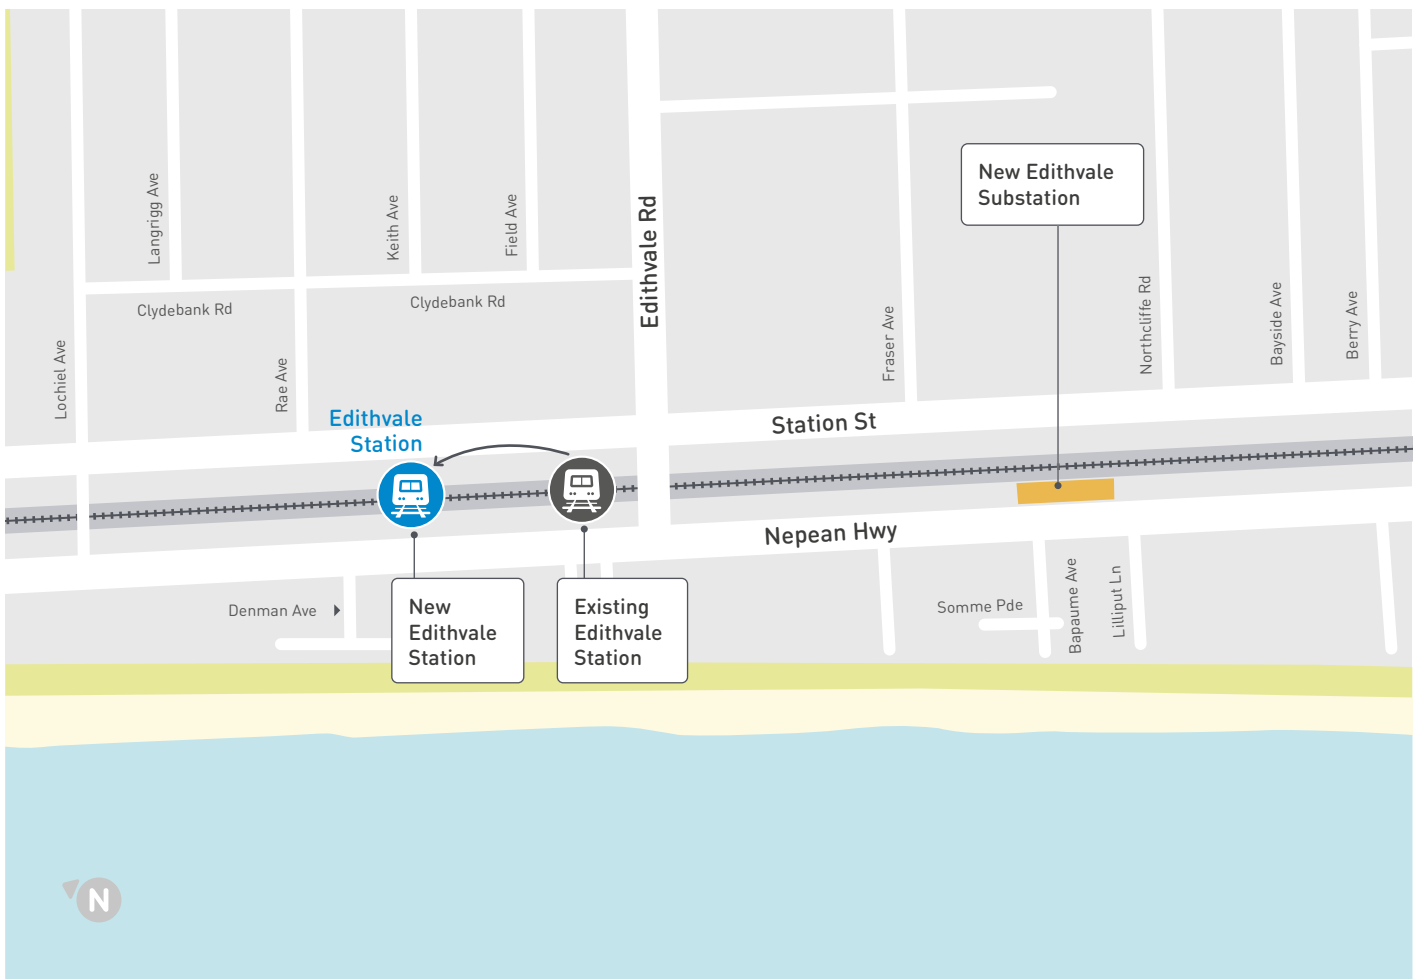 New Edithvale
Substation
Langrigg Ave
Keith Ave
Field Ave
Edithvale Rd
Clydebank Rd
Clydebank Rd
Lochiel Ave
Rae Ave
Fraser Ave
Northcliffe Rd
Bayside Ave
Berry Ave
Edithvale
Station
Station St
Nepean Hwy
Denman Ave
New
Edithvale
Station
Existing
Edithvale
Station
Somme Pde
Bapaume Ave
Lilliput Ln
N